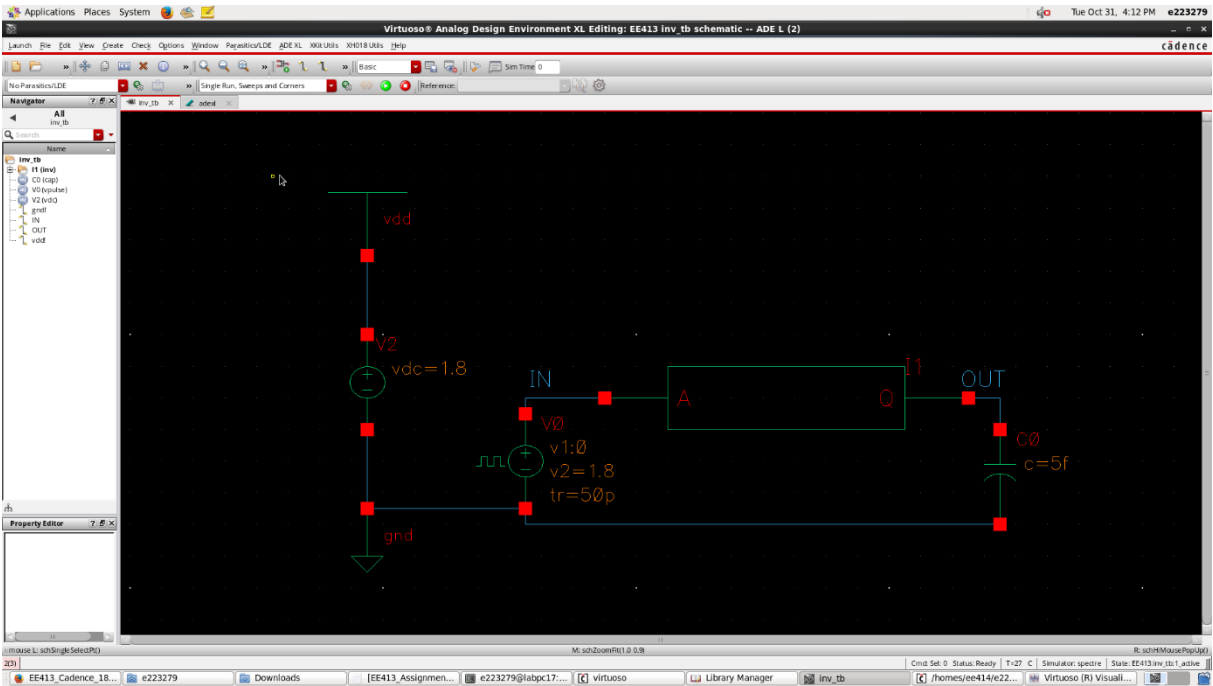 Applications Places System
Tue Oct 31, 4:12 PM e223279
Virtuoso® Analog Design Environment XL Editing: EE413 inv_tb schematic -- ADE L (2)
Launch File Edit View Create Check Options Window Parasitics/LDE ADE XL XKit Utils XH018 Utils Help
cādence
» » » Basic Sim Time 0
No Parasitics/LDE » Single Run, Sweeps and Corners Reference:
Navigator ? inv_tb x adexl x
All
inv_tb
Search
Name
inv_tb
I1 (inv)
C0 (cap)
V0 (vpulse)
V2 (vdc)
gnd!
IN
OUT
vdd!
vdd
V2
vdc=1.8
IN
V0
v1:0
v2=1.8
tr=50p
A
Q
I1
OUT
C0
c=5f
gnd
Property Editor ?
mouse L: schSingleSelectPt() M: schZoomFit(1.0 0.9) R: schHiMousePopUp()
2(3) Cmd: Sel: 0 Status: Ready T=27 C Simulator: spectre State: EE413:inv_tb:1_active
EE413_Cadence_18... e223279 Downloads [EE413_Assignmen... e223279@labpc17:... virtuoso Library Manager inv_tb /homes/ee414/e22... Virtuoso (R) Visuali...